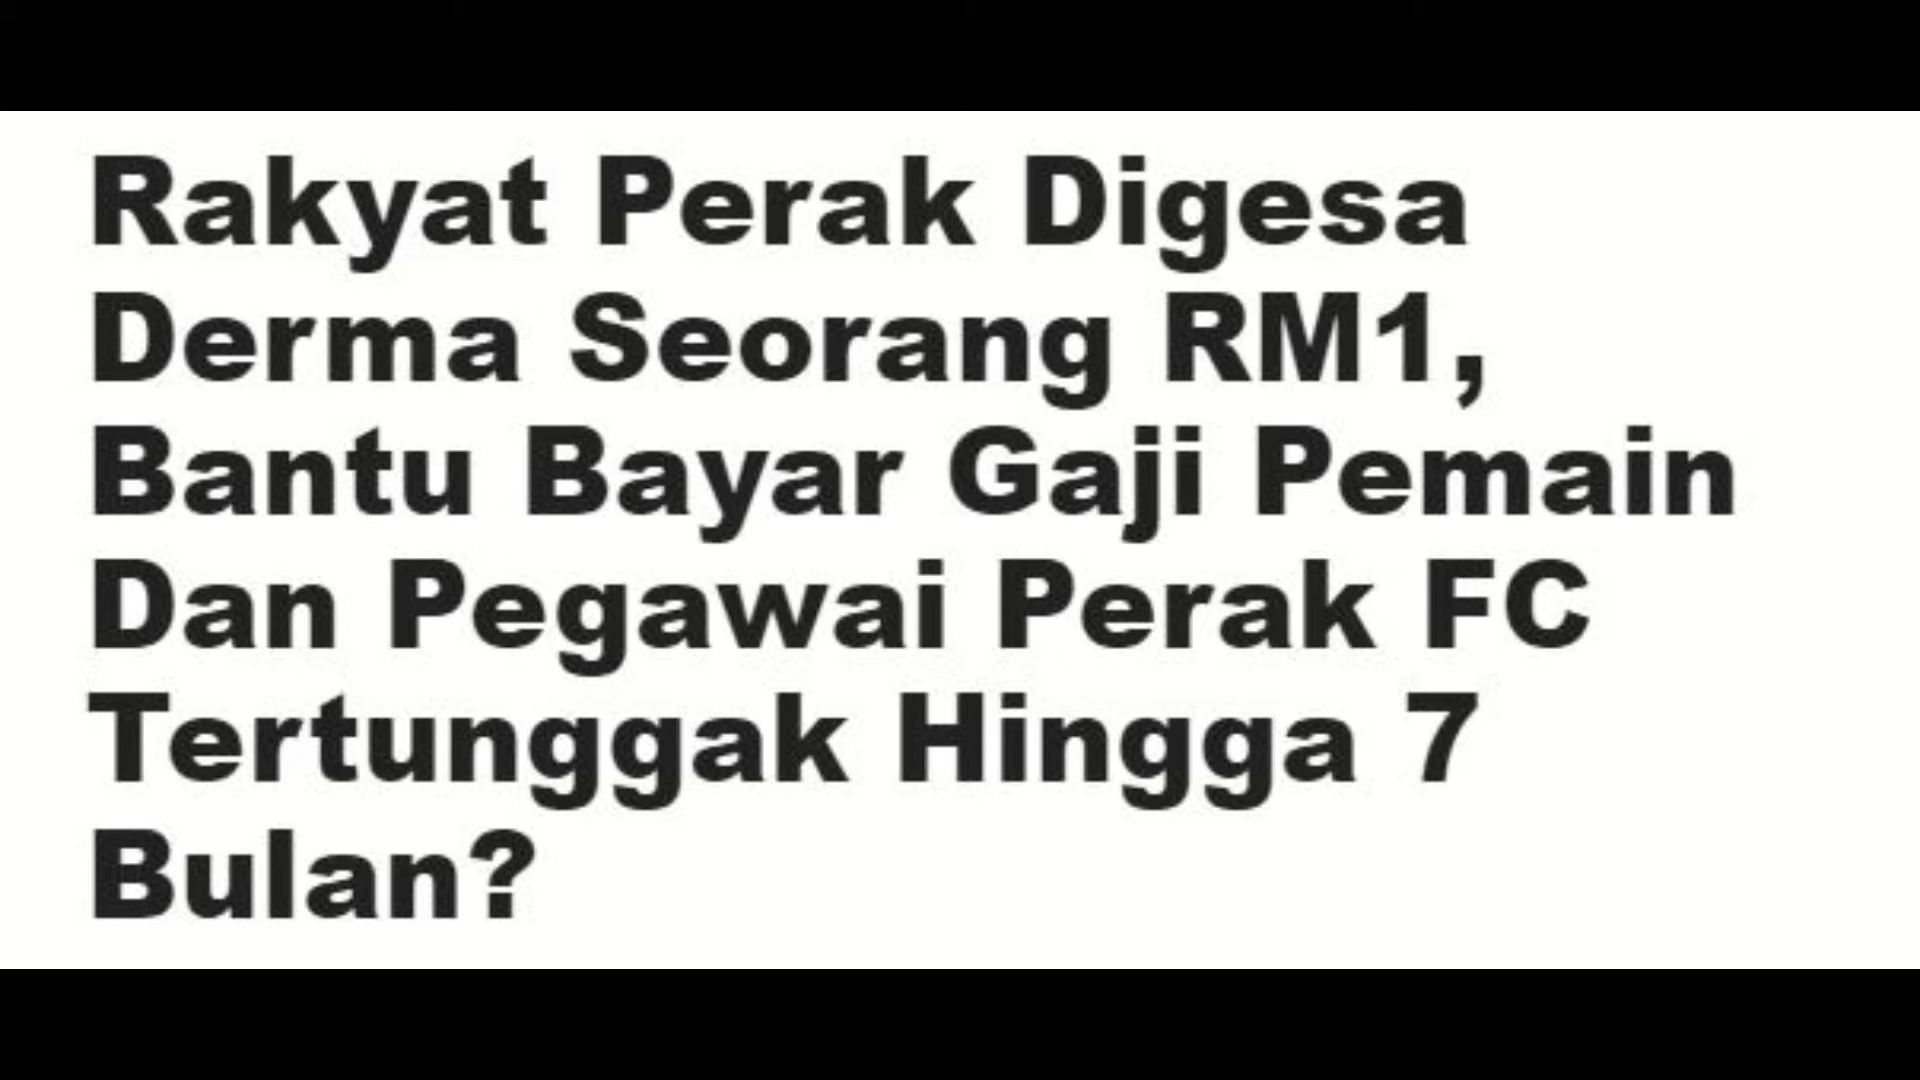 Rakyat Perak Digesa
Derma Seorang RM1,
Bantu Bayar Gaji Pemain
Dan Pegawai Perak FC
Tertunggak Hingga 7
Bulan?